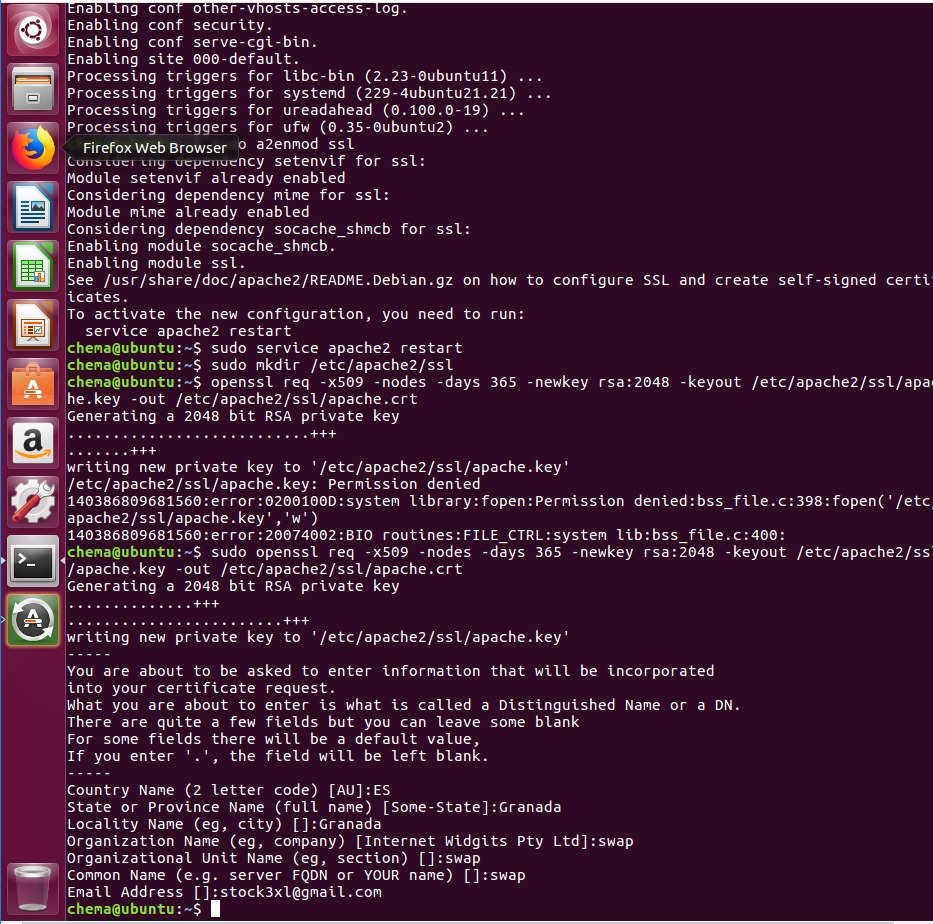 Enabling conf other-vhosts-access-log.
Enabling conf security.
Enabling conf serve-cgi-bin.
Enabling site 000-default.
Processing triggers for libc-bin (2.23-0ubuntu11) ...
Processing triggers for systemd (229-4ubuntu21.21) ...
Processing triggers for ureadahead (0.100.0-19) ...
Processing triggers for ufw (0.35-0ubuntu2) ...
Firefox Web Browser
o a2enmod ssl
Considering dependency setenvif for ssl:
Module setenvif already enabled
Considering dependency mime for ssl:
Module mime already enabled
Considering dependency socache_shmcb for ssl:
Enabling module socache_shmcb.
Enabling module ssl.
See /usr/share/doc/apache2/README.Debian.gz on how to configure SSL and create self-signed certi
icates.
To activate the new configuration, you need to run:
  service apache2 restart
chema@ubuntu:~$ sudo service apache2 restart
chema@ubuntu:~$ sudo mkdir /etc/apache2/ssl
chema@ubuntu:~$ openssl req -x509 -nodes -days 365 -newkey rsa:2048 -keyout /etc/apache2/ssl/apa
he.key -out /etc/apache2/ssl/apache.crt
Generating a 2048 bit RSA private key
...........................+++
.......+++
writing new private key to '/etc/apache2/ssl/apache.key'
/etc/apache2/ssl/apache.key: Permission denied
140386809681560:error:0200100D:system library:fopen:Permission denied:bss_file.c:398:fopen('/etc
apache2/ssl/apache.key','w')
140386809681560:error:20074002:BIO routines:FILE_CTRL:system lib:bss_file.c:400:
chema@ubuntu:~$ sudo openssl req -x509 -nodes -days 365 -newkey rsa:2048 -keyout /etc/apache2/ss
/apache.key -out /etc/apache2/ssl/apache.crt
Generating a 2048 bit RSA private key
..............+++
........................+++
writing new private key to '/etc/apache2/ssl/apache.key'
-----
You are about to be asked to enter information that will be incorporated
into your certificate request.
What you are about to enter is what is called a Distinguished Name or a DN.
There are quite a few fields but you can leave some blank
For some fields there will be a default value,
If you enter '.', the field will be left blank.
-----
Country Name (2 letter code) [AU]:ES
State or Province Name (full name) [Some-State]:Granada
Locality Name (eg, city) []:Granada
Organization Name (eg, company) [Internet Widgits Pty Ltd]:swap
Organizational Unit Name (eg, section) []:swap
Common Name (e.g. server FQDN or YOUR name) []:swap
Email Address []:stock3xl@gmail.com
chema@ubuntu:~$